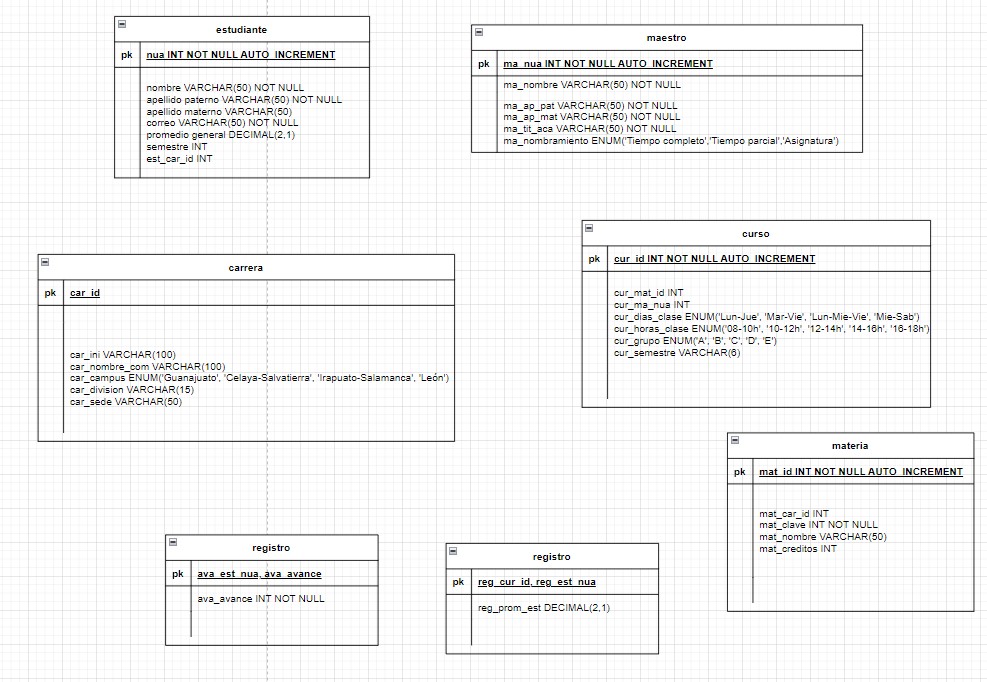 estudiante
pk nua INT NOT NULL AUTO_INCREMENT
nombre VARCHAR(50) NOT NULL
apellido paterno VARCHAR(50) NOT NULL
apellido materno VARCHAR(50)
correo VARCHAR(50) NOT NULL
promedio general DECIMAL(2,1)
semestre INT
est_car_id INT
maestro
pk ma_nua INT NOT NULL AUTO_INCREMENT
ma_nombre VARCHAR(50) NOT NULL
ma_ap_pat VARCHAR(50) NOT NULL
ma_ap_mat VARCHAR(50) NOT NULL
ma_tit_aca VARCHAR(50) NOT NULL
ma_nombramiento ENUM('Tiempo completo','Tiempo parcial','Asignatura')
carrera
pk car_id
car_ini VARCHAR(100)
car_nombre_com VARCHAR(100)
car_campus ENUM('Guanajuato', 'Celaya-Salvatierra', 'Irapuato-Salamanca', 'León')
car_division VARCHAR(15)
car_sede VARCHAR(50)
curso
pk cur_id INT NOT NULL AUTO_INCREMENT
cur_mat_id INT
cur_ma_nua INT
cur_dias_clase ENUM('Lun-Jue', 'Mar-Vie', 'Lun-Mie-Vie', 'Mie-Sab')
cur_horas_clase ENUM('08-10h', '10-12h', '12-14h', '14-16h', '16-18h')
cur_grupo ENUM('A', 'B', 'C', 'D', 'E')
cur_semestre VARCHAR(6)
materia
pk mat_id INT NOT NULL AUTO_INCREMENT
mat_car_id INT
mat_clave INT NOT NULL
mat_nombre VARCHAR(50)
mat_creditos INT
registro
pk ava_est_nua, ava_avance
ava_avance INT NOT NULL
registro
pk reg_cur_id, reg_est_nua
reg_prom_est DECIMAL(2,1)